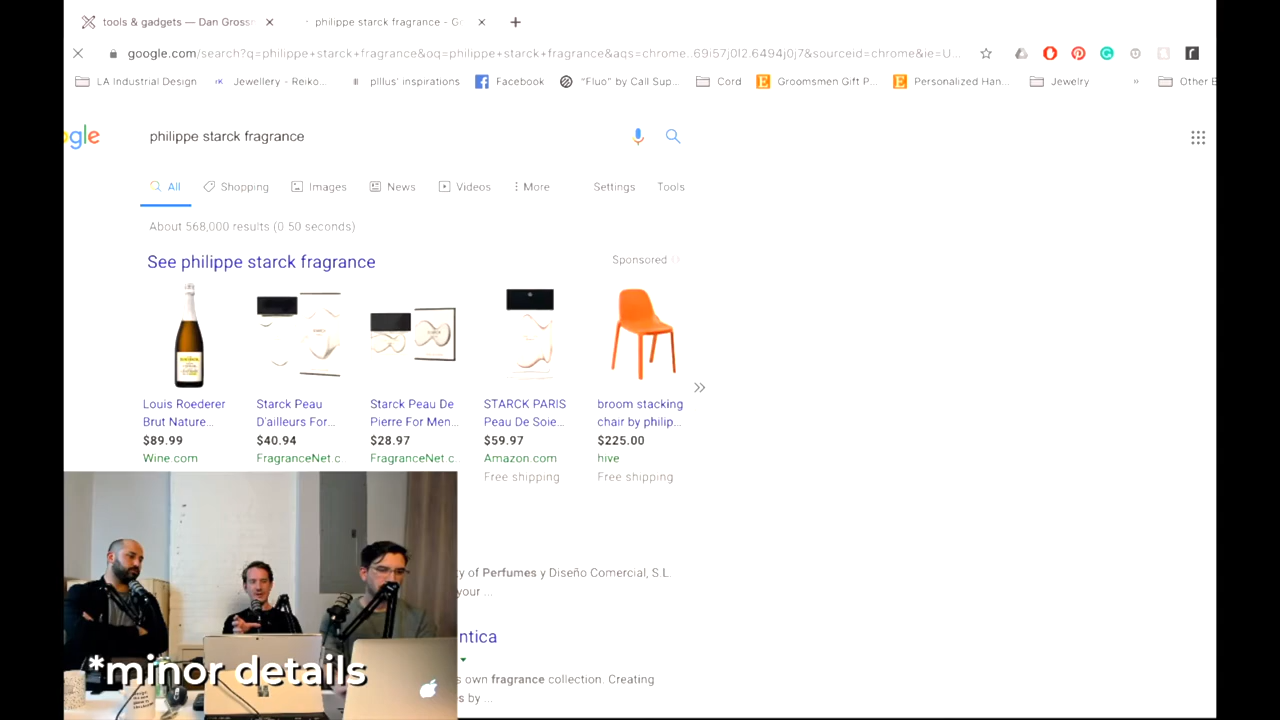 tools & gadgets — Dan Grossm
philippe starck fragrance - Go
google.com/search?q=philippe+starck+fragrance&oq=philippe+starck+fragrance&aqs=chrome..69i57j0l2.6494j0j7&sourceid=chrome&ie=U...
LA Industrial Design
Jewellery - Reiko...
plllus' inspirations
Facebook
"Fluo" by Call Sup...
Cord
Groomsmen Gift P...
Personalized Han...
Jewelry
»
Other B
ogle
philippe starck fragrance
All
Shopping
Images
News
Videos
More
Settings
Tools
About 568,000 results (0 50 seconds)
See philippe starck fragrance
Sponsored
Louis Roederer
Brut Nature...
$89.99
Wine.com
Starck Peau
D'ailleurs For...
$40.94
FragranceNet.c
Starck Peau De
Pierre For Men...
$28.97
FragranceNet c
STARCK PARIS
Peau De Soie...
$59.97
Amazon.com
Free shipping
broom stacking
chair by philip...
$225.00
hive
Free shipping
y of Perfumes y Diseño Comercial, S.L.
your ...
ntica
s own fragrance collection. Creating
s by ...
*minor details